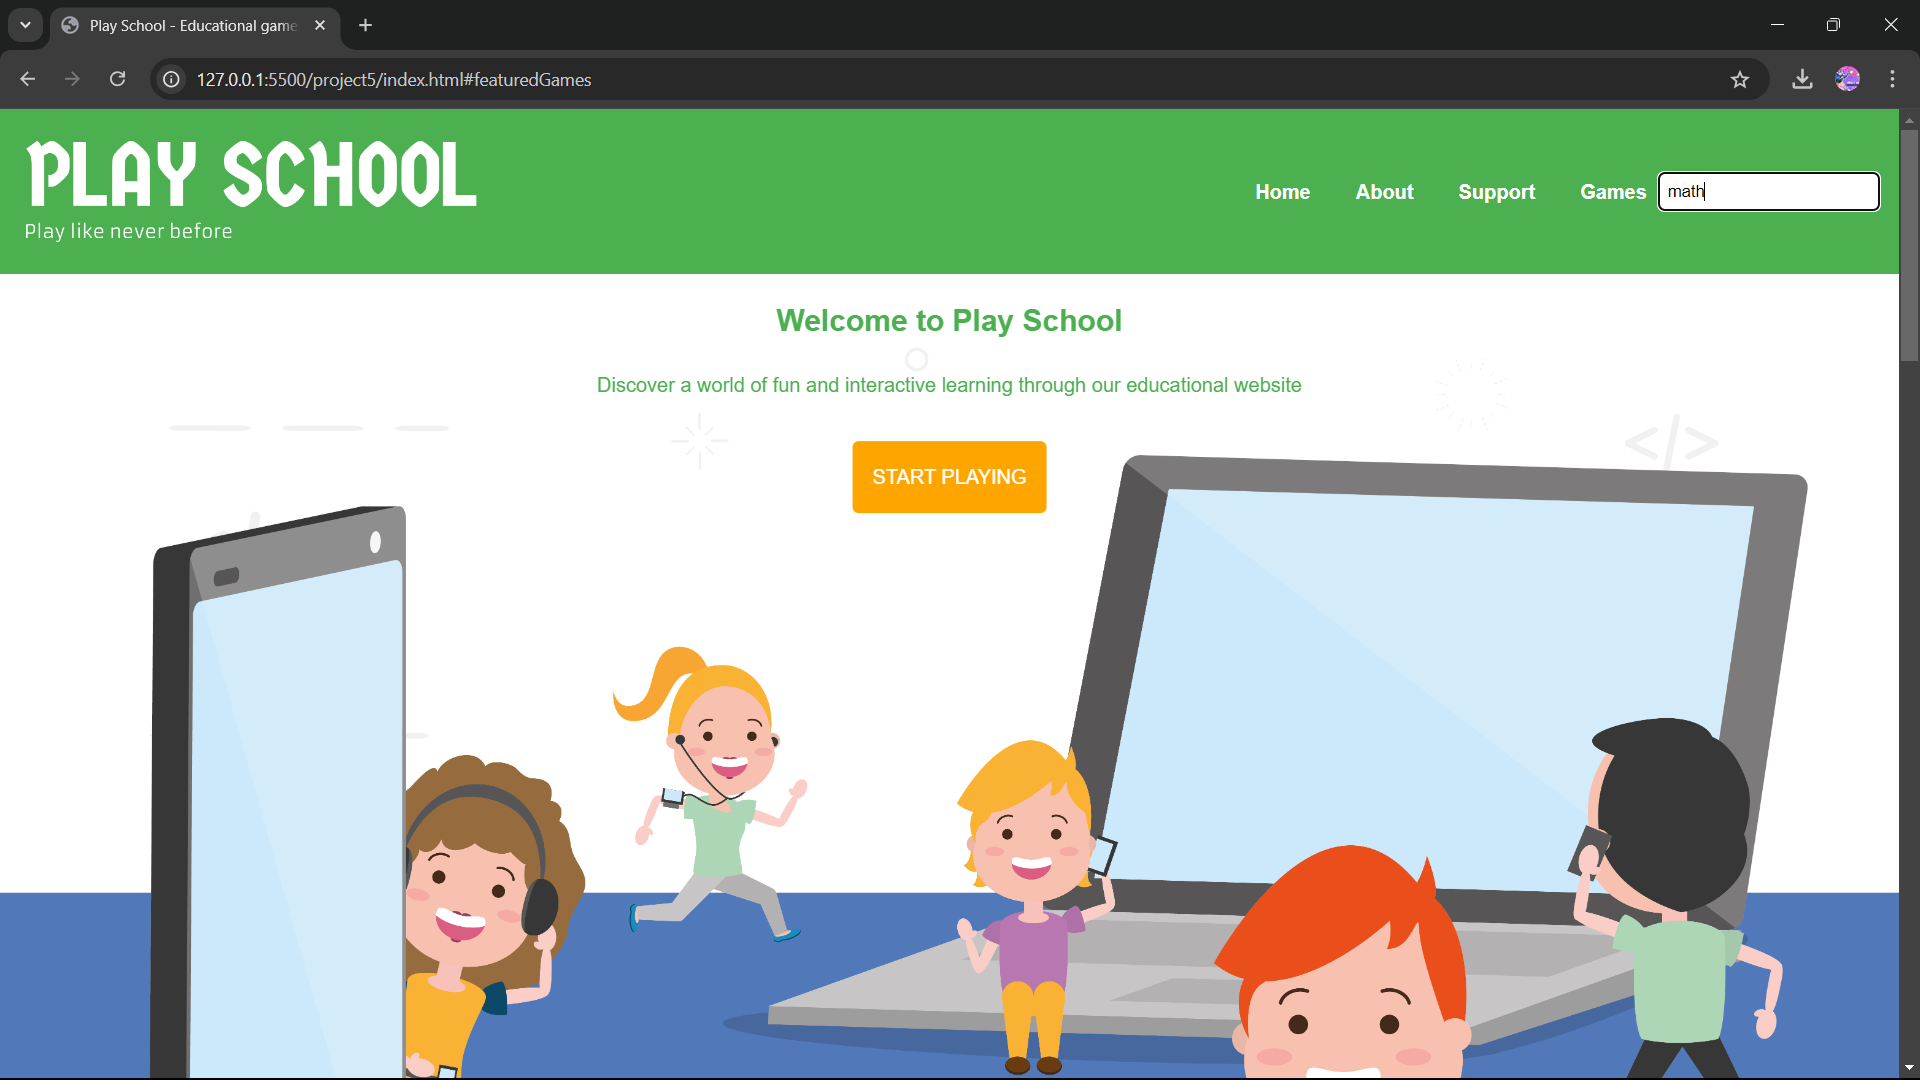 Play School - Educational game
127.0.0.1:5500/project5/index.html#featuredGames
PLAY SCHOOL
Play like never before
Home About Support Games math
Welcome to Play School
Discover a world of fun and interactive learning through our educational website
START PLAYING
</>